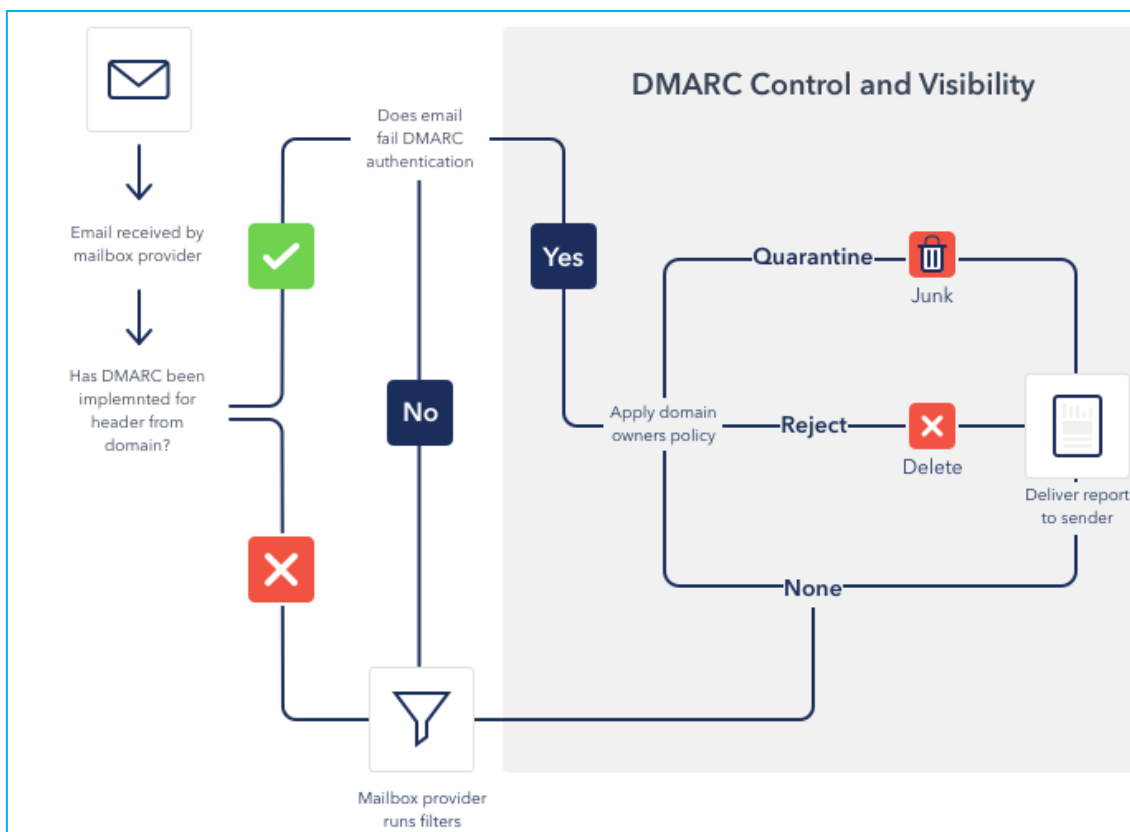 DMARC Control and Visibility
Does email
fail DMARC
authentication
Email received by
mailbox provider
Yes
Quarantine
Junk
Has DMARC been
implemnted for
header from
domain?
No
Apply domain
owners policy
Reject
Delete
Deliver report
to sender
None
Mailbox provider
runs filters